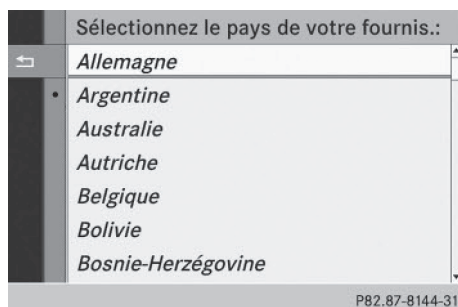 Sélectionnez le pays de votre fournis.:
Allemagne
• Argentine
Australie
Autriche
Belgique
Bolivie
Bosnie-Herzégovine
P82.87-8144-31